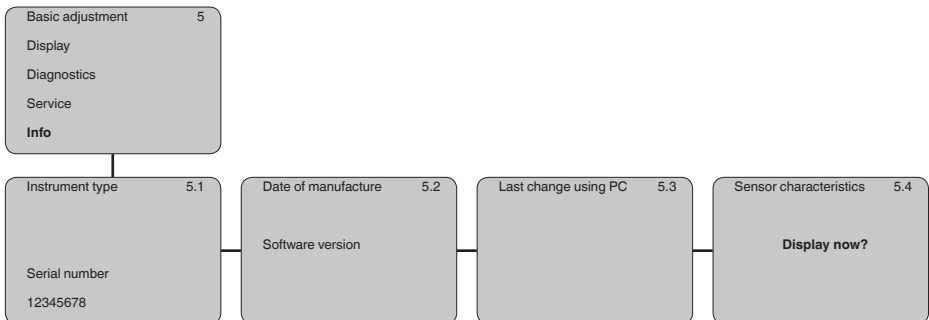 Basic adjustment 5
Display
Diagnostics
Service
Info
Instrument type 5.1
Serial number
12345678
Date of manufacture 5.2
Software version
Last change using PC 5.3
Sensor characteristics 5.4
Display now?